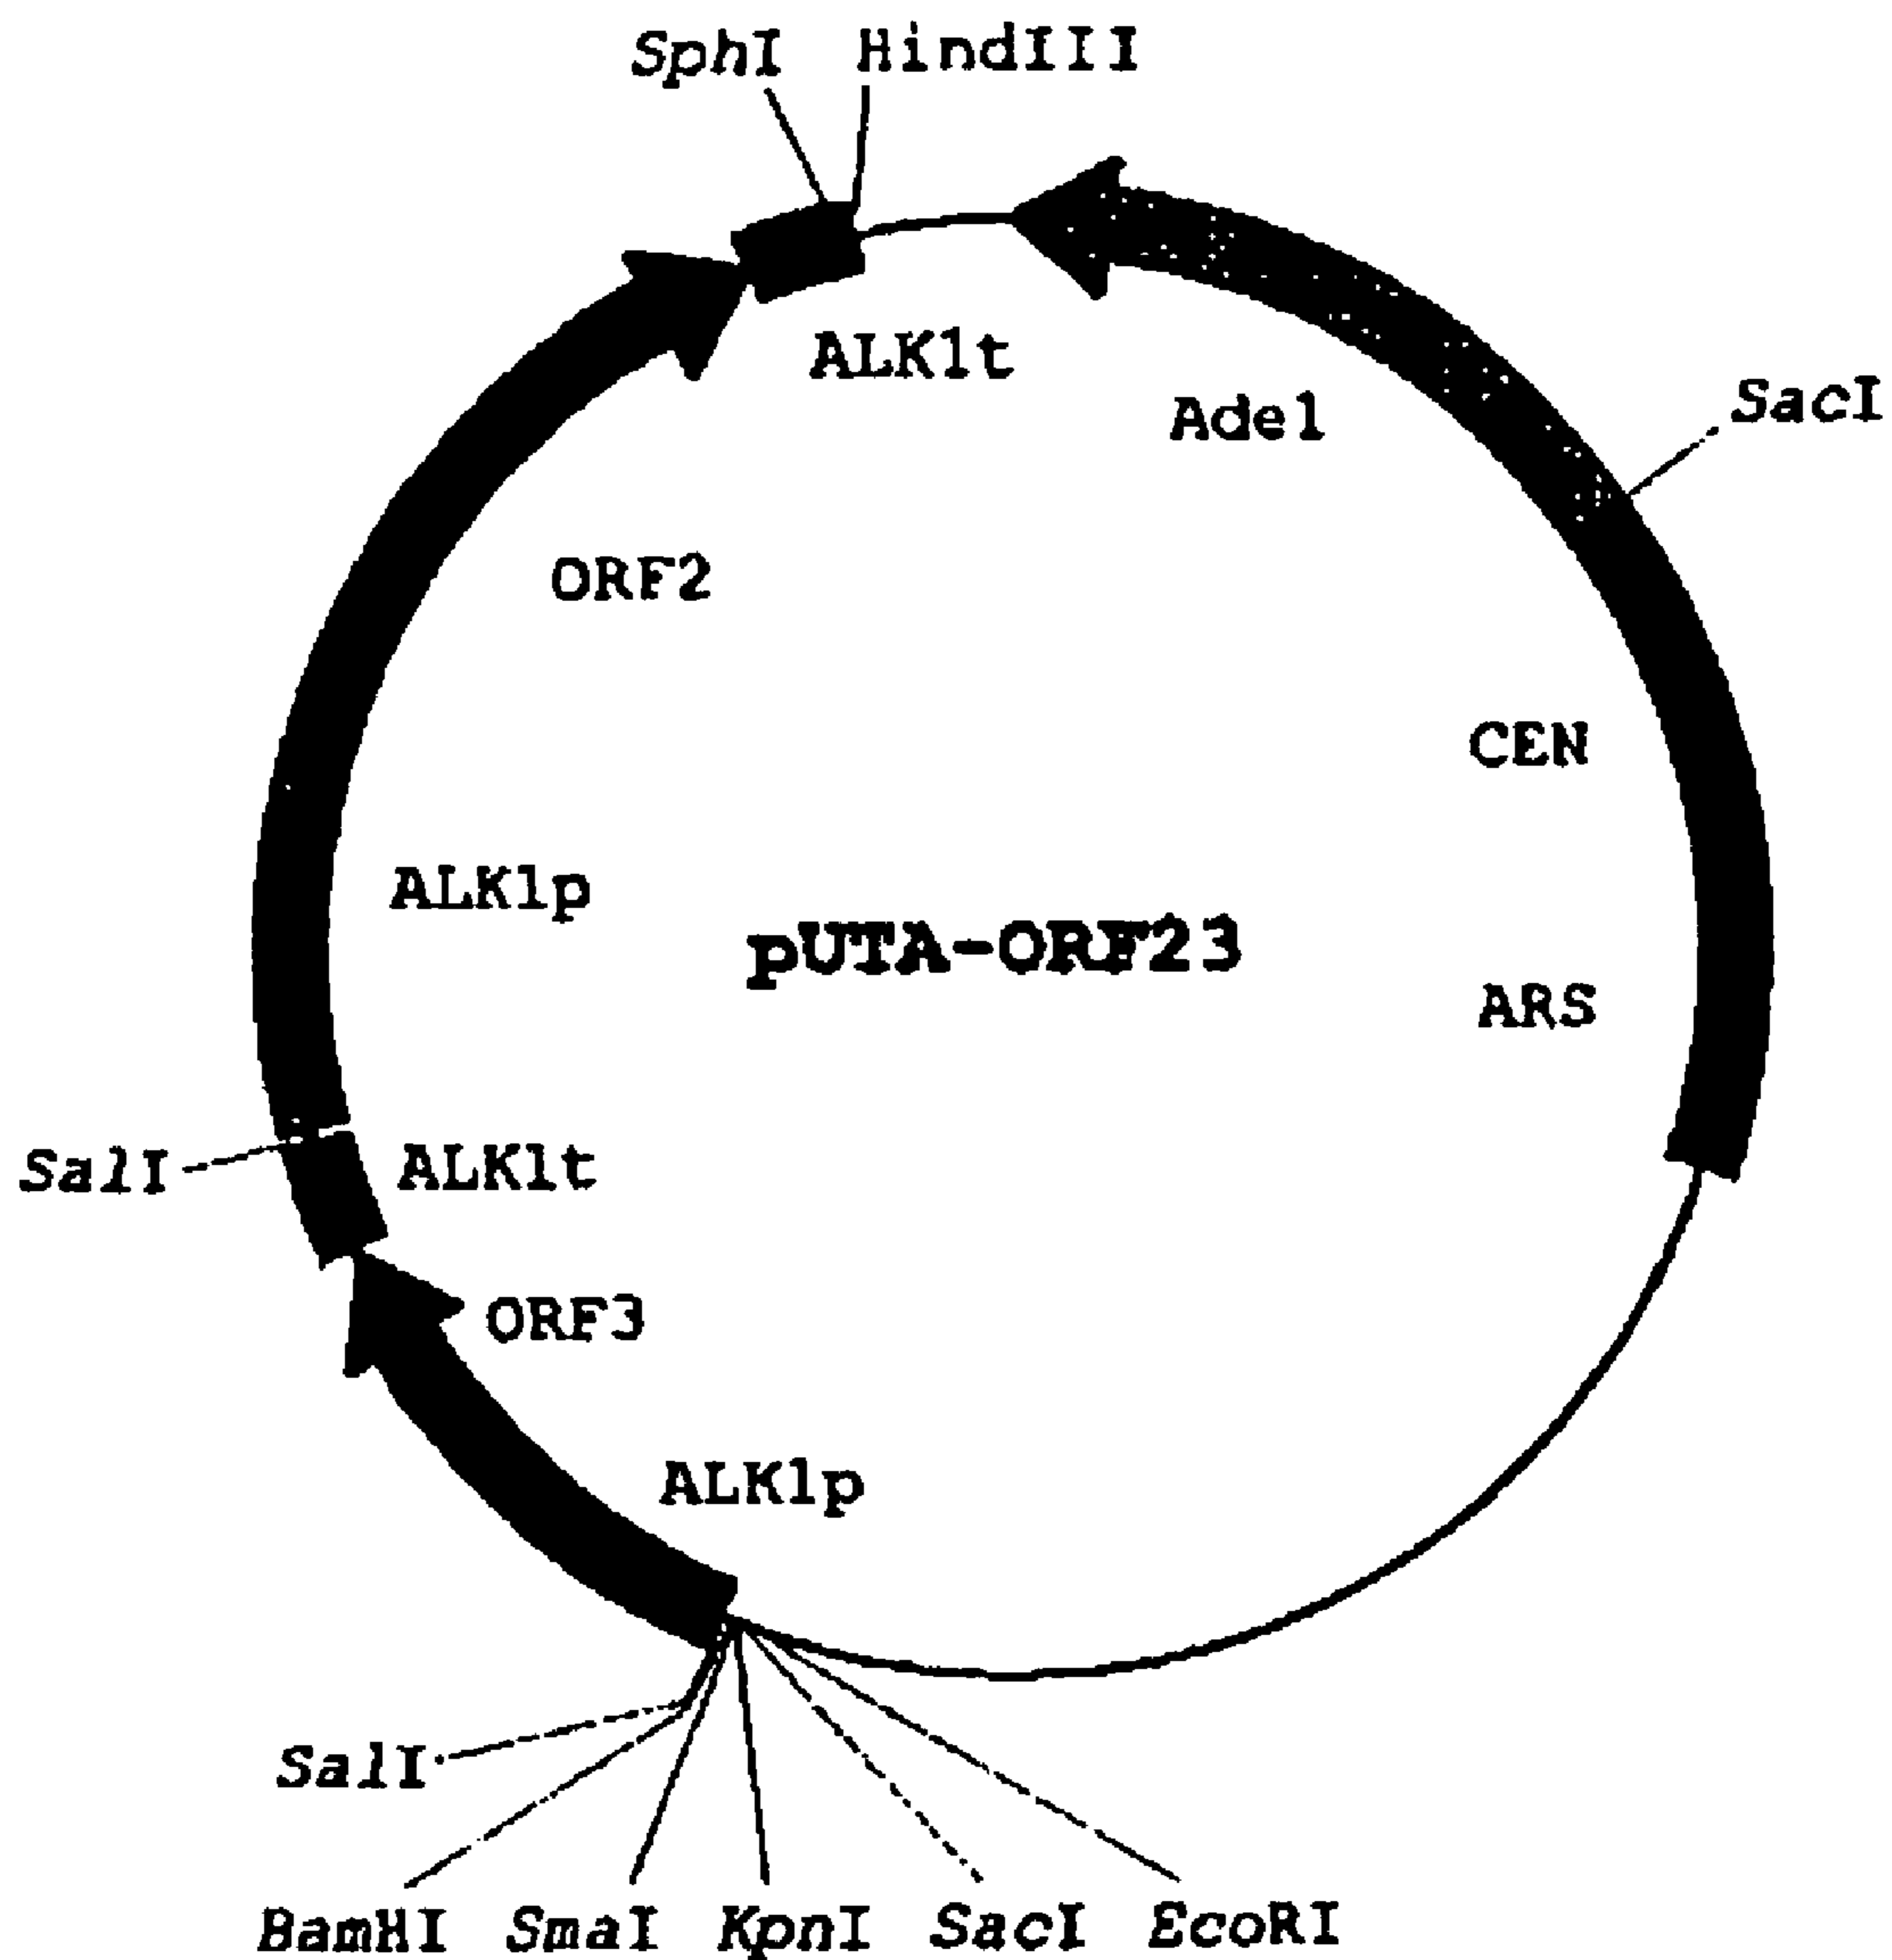 SphI HindIII
ALK1t
Ade1
SacI
ORF2
CEN
ALK1p
pUTA-ORF23
ARS
SalI
ALK1t
ORF3
ALK1p
SalI
BamHI SmaI KpnI SacI EcoRI